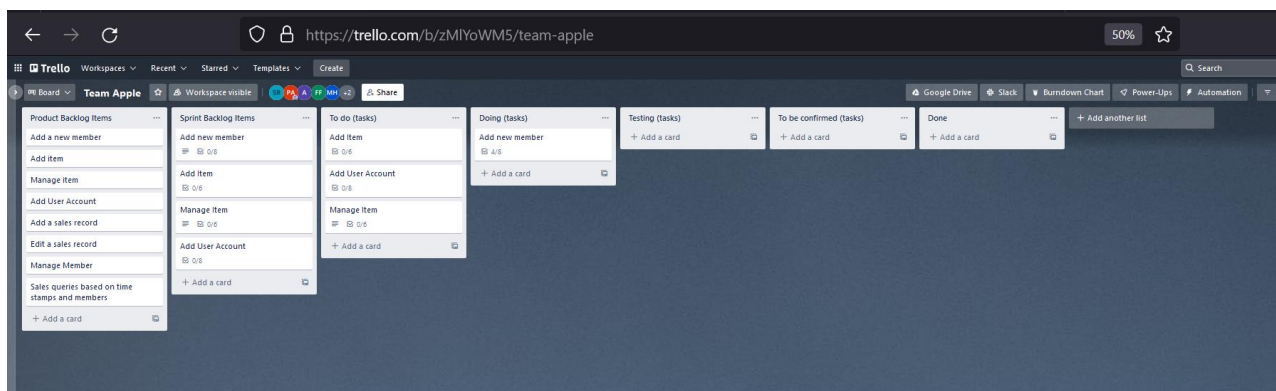 https://trello.com/b/zMlYoWM5/team-apple
50%
Trello Workspaces Recent Starred Templates Create
Search
Board Team Apple Workspace visible SR PA A FF MH +2 Share
Google Drive Slack Burndown Chart Power-Ups Automation
Product Backlog Items
Add a new member
Add item
Manage item
Add User Account
Add a sales record
Edit a sales record
Manage Member
Sales queries based on time
stamps and members
+ Add a card
Sprint Backlog Items
Add new member
0/8
Add Item
0/6
Manage Item
0/6
Add User Account
0/8
+ Add a card
To do (tasks)
Add Item
0/6
Add User Account
0/8
Manage Item
0/6
+ Add a card
Doing (tasks)
Add new member
4/8
+ Add a card
Testing (tasks)
+ Add a card
To be confirmed (tasks)
+ Add a card
Done
+ Add a card
+ Add another list